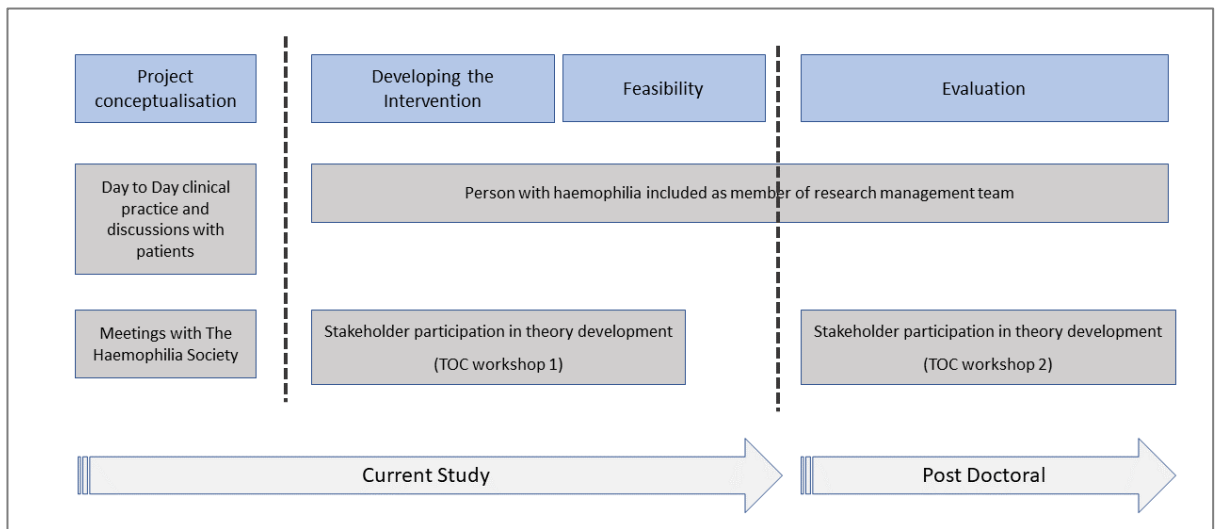 Project
conceptualisation
Developing the
Intervention
Feasibility
Evaluation
Day to Day clinical
practice and
discussions with
patients
Person with haemophilia included as member of research management team
Meetings with The
Haemophilia Society
Stakeholder participation in theory development
(TOC workshop 1)
Stakeholder participation in theory development
(TOC workshop 2)
Current Study
Post Doctoral